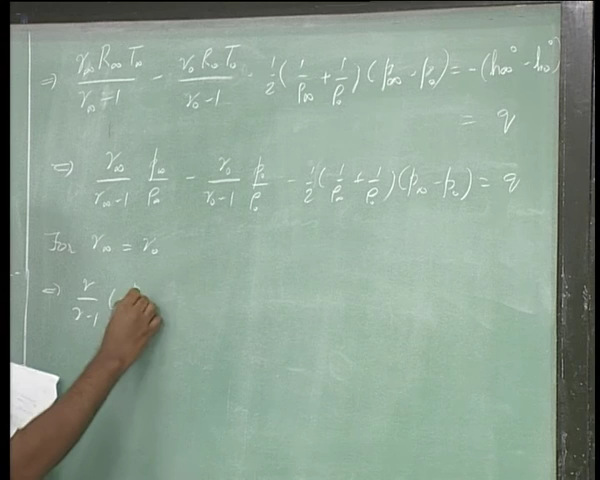 ⇒ γ∞ R∞ T∞ / γ∞ − 1 − γ₀ R₀ T₀ / γ₀ − 1 − 1/2 ( 1/ρ∞ + 1/ρ₀ ) ( p∞ − p₀ ) = − ( h∞° − h₀° )
= q
⇒ γ∞ / γ∞ − 1 p∞ / ρ∞ − γ₀ / γ₀ − 1 p₀ / ρ₀ − 1/2 ( 1/ρ∞ + 1/ρ₀ ) ( p∞ − p₀ ) = q
For γ∞ = γ₀
⇒ γ / γ − 1 (